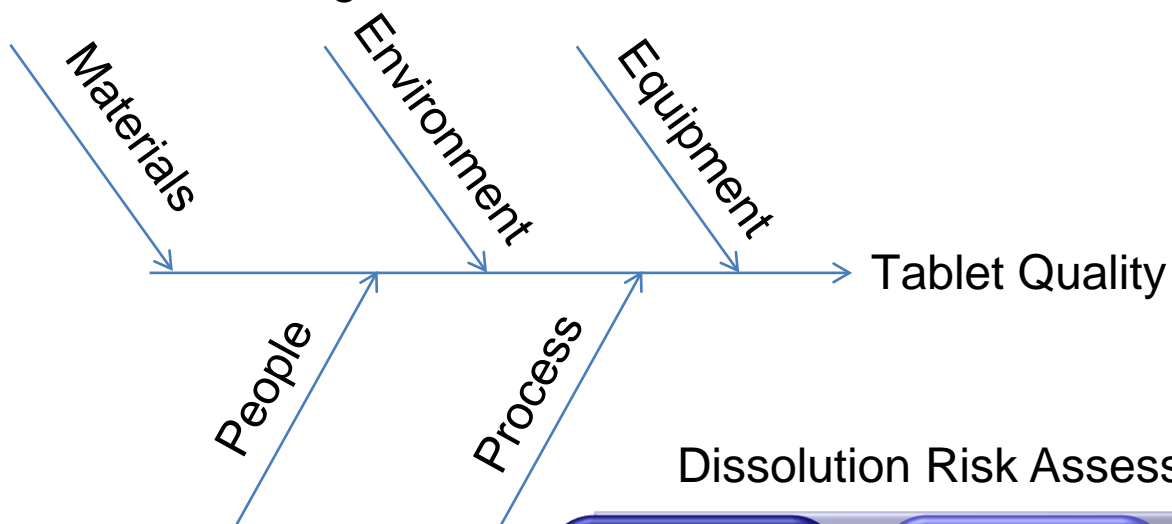 Materials
Environment
Equipment
Tablet Quality
People
Process
Dissolution Risk Assess